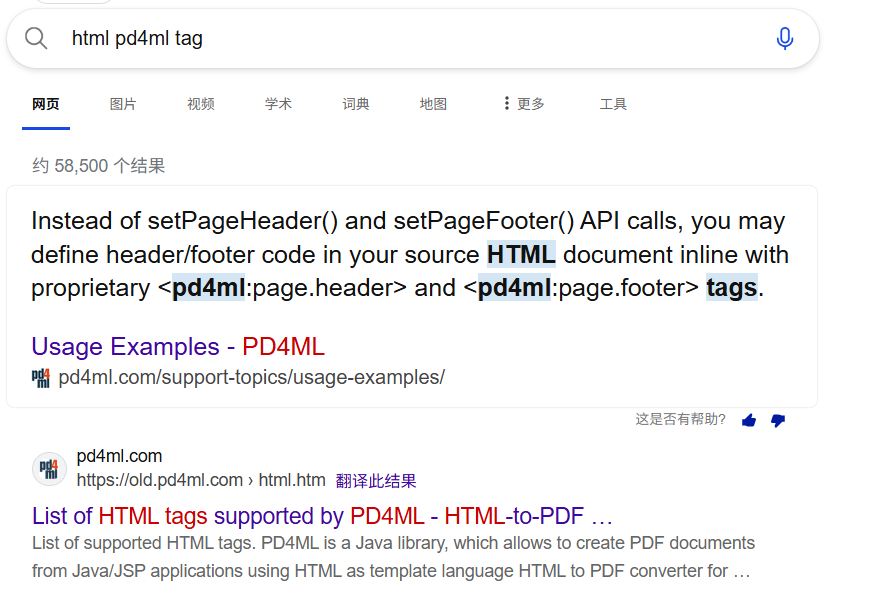 html pd4ml tag
网页 图片 视频 学术 词典 地图 更多 工具
约 58,500 个结果
Instead of setPageHeader() and setPageFooter() API calls, you may
define header/footer code in your source HTML document inline with
proprietary <pd4ml:page.header> and <pd4ml:page.footer> tags.
Usage Examples - PD4ML
pd4ml
pd4ml.com/support-topics/usage-examples/
这是否有帮助?
pd4ml
pd4ml.com
https://old.pd4ml.com › html.htm 翻译此结果
List of HTML tags supported by PD4ML - HTML-to-PDF …
List of supported HTML tags. PD4ML is a Java library, which allows to create PDF documents
from Java/JSP applications using HTML as template language HTML to PDF converter for …